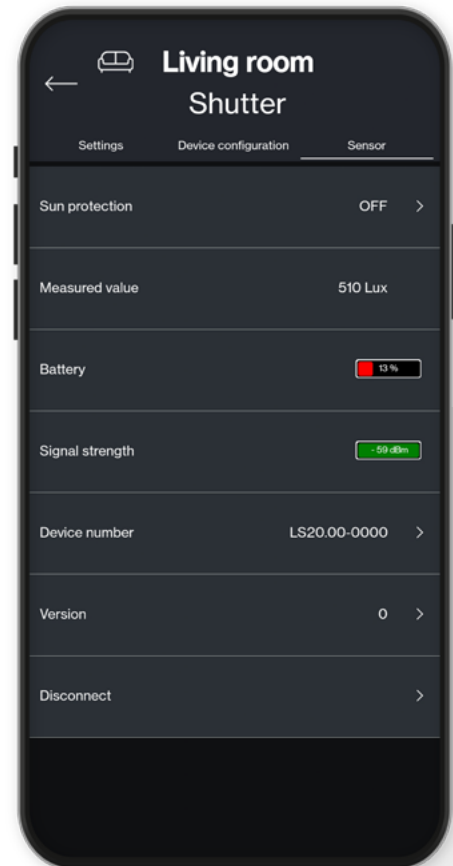 Living room
Shutter
Settings Device configuration Sensor
Sun protection OFF
Measured value 510 Lux
Battery 13 %
Signal strength - 59 dBm
Device number LS20.00-0000
Version 0
Disconnect